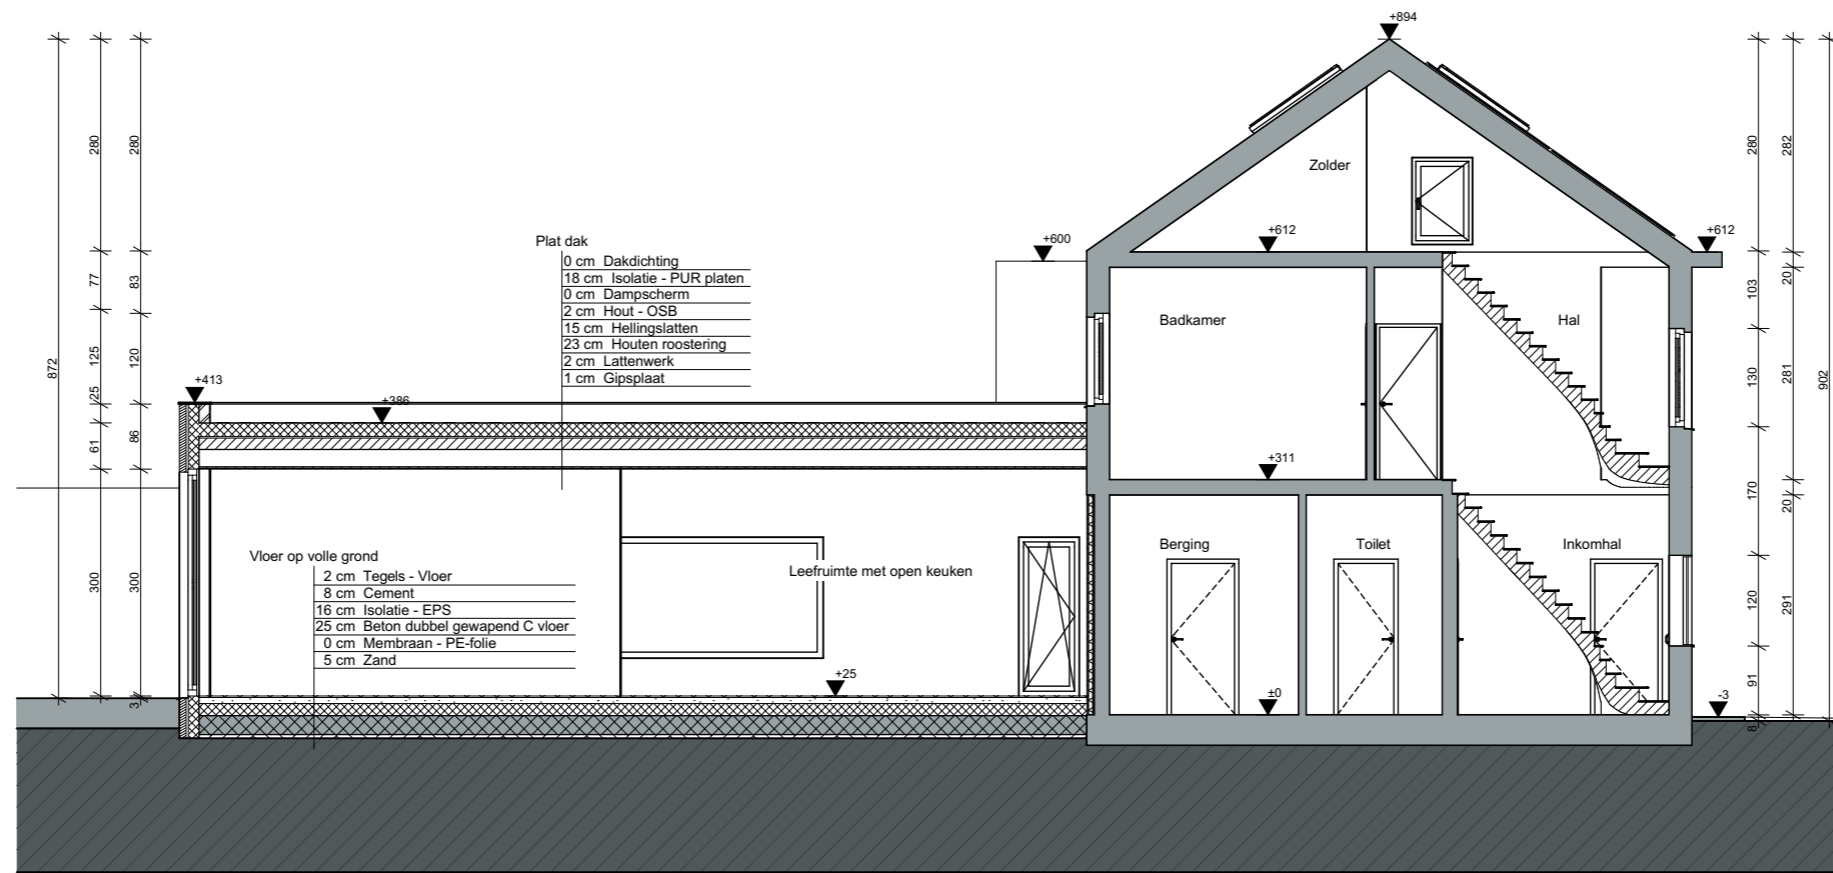 +894
280
280
280
282
Zolder
+612
+612
+600
Plat dak
0 cm Dakdichting
18 cm Isolatie - PUR platen
0 cm Dampscherm
2 cm Hout - OSB
15 cm Hellingslatten
23 cm Houten roostering
2 cm Lattenwerk
1 cm Gipsplaat
77
83
103
20
Badkamer
Hal
872
125
120
130
281
902
25
+413
+386
61
86
+311
170
20
Berging
Toilet
Inkomhal
Vloer op volle grond
2 cm Tegels - Vloer
8 cm Cement
16 cm Isolatie - EPS
25 cm Beton dubbel gewapend C vloer
0 cm Membraan - PE-folie
5 cm Zand
Leefruimte met open keuken
300
300
120
291
+25
±0
91
-3
3
8